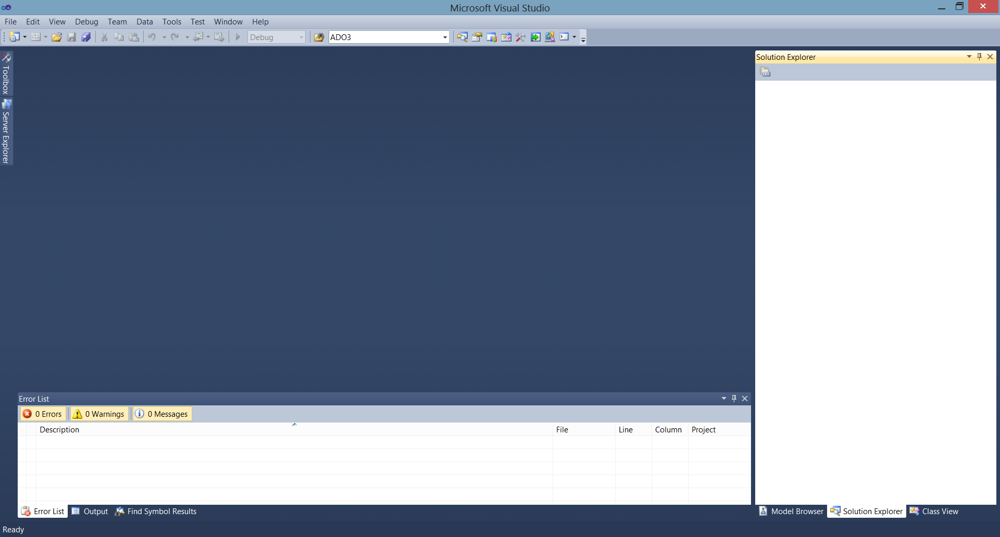 Microsoft Visual Studio
File Edit View Debug Team Data Tools Test Window Help
Debug ADO3
Toolbox
Server Explorer
Solution Explorer
Error List
0 Errors 0 Warnings 0 Messages
Description File Line Column Project
Error List Output Find Symbol Results
Model Browser Solution Explorer Class View
Ready